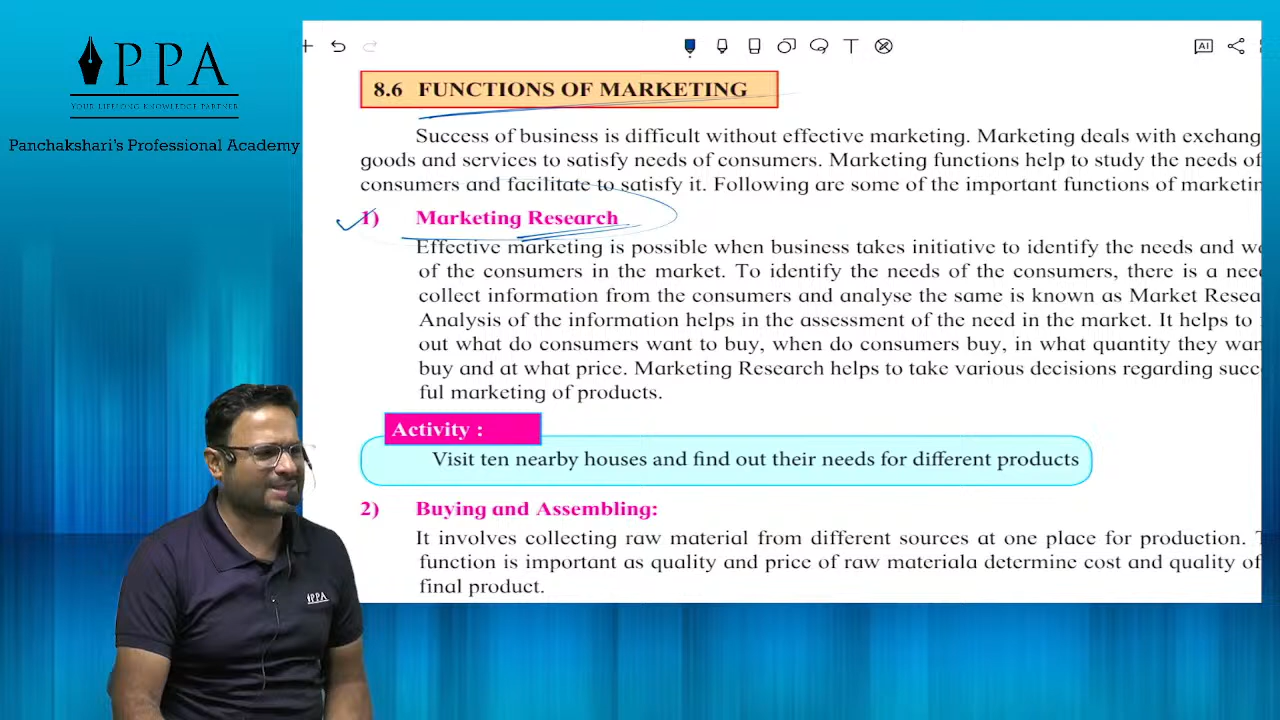 PPA
YOUR LIFELONG KNOWLEDGE PARTNER
Panchakshari's Professional Academy
AI
8.6 FUNCTIONS OF MARKETING
Success of business is difficult without effective marketing. Marketing deals with exchang
goods and services to satisfy needs of consumers. Marketing functions help to study the needs of
consumers and facilitate to satisfy it. Following are some of the important functions of marketin
1) Marketing Research
Effective marketing is possible when business takes initiative to identify the needs and w
of the consumers in the market. To identify the needs of the consumers, there is a nee
collect information from the consumers and analyse the same is known as Market Resea
Analysis of the information helps in the assessment of the need in the market. It helps to
out what do consumers want to buy, when do consumers buy, in what quantity they wan
buy and at what price. Marketing Research helps to take various decisions regarding succ
ful marketing of products.
Activity :
Visit ten nearby houses and find out their needs for different products
2) Buying and Assembling:
It involves collecting raw material from different sources at one place for production.
function is important as quality and price of raw materiala determine cost and quality of
final product.
PPA